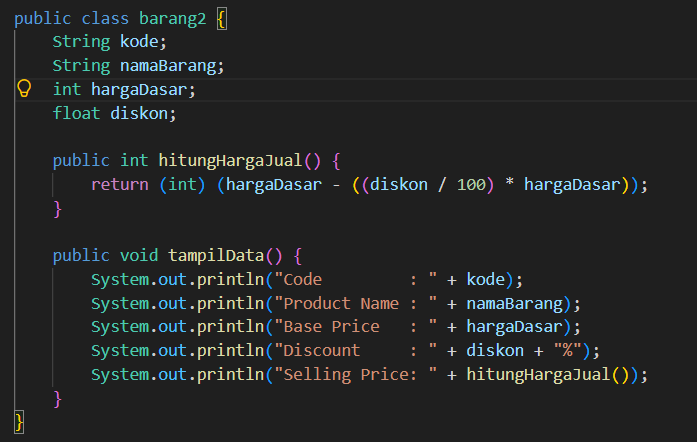 public class barang2 {
    String kode;
    String namaBarang;
    int hargaDasar;
    float diskon;

    public int hitungHargaJual() {
        return (int) (hargaDasar - ((diskon / 100) * hargaDasar));
    }

    public void tampilData() {
        System.out.println("Code         : " + kode);
        System.out.println("Product Name : " + namaBarang);
        System.out.println("Base Price   : " + hargaDasar);
        System.out.println("Discount     : " + diskon + "%");
        System.out.println("Selling Price: " + hitungHargaJual());
    }
}